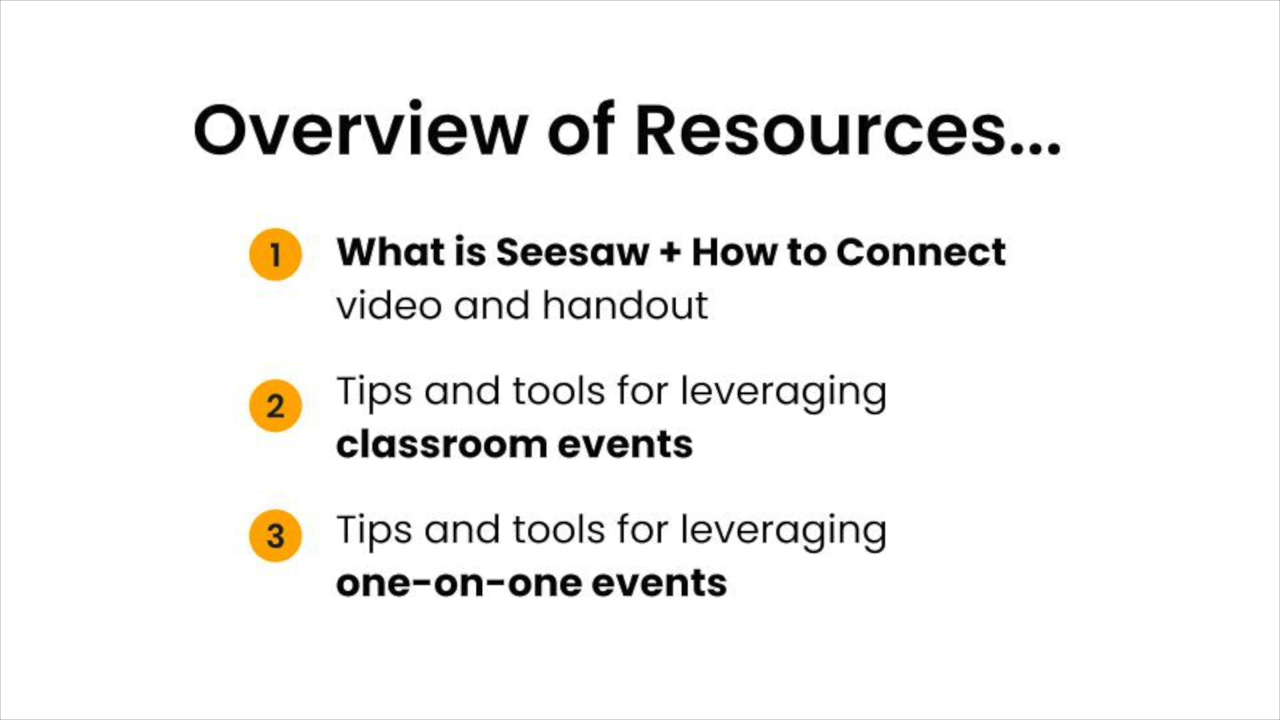 Overview of Resources...
1 What is Seesaw + How to Connect
video and handout
2 Tips and tools for leveraging
classroom events
3 Tips and tools for leveraging
one-on-one events